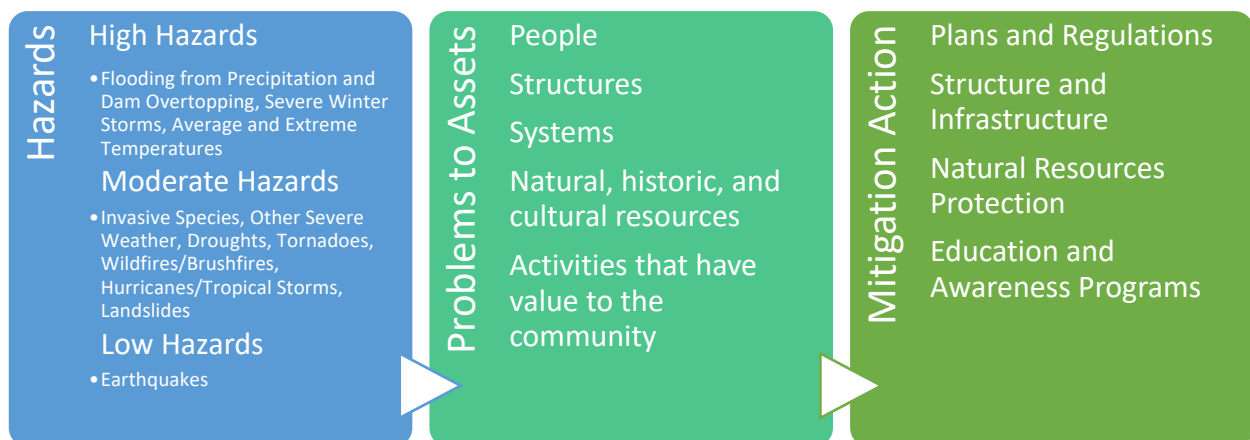 Hazards
High Hazards
•Flooding from Precipitation and
Dam Overtopping, Severe Winter
Storms, Average and Extreme
Temperatures
Moderate Hazards
•Invasive Species, Other Severe
Weather, Droughts, Tornadoes,
Wildfires/Brushfires,
Hurricanes/Tropical Storms,
Landslides
Low Hazards
•Earthquakes
Problems to Assets
People
Structures
Systems
Natural, historic, and
cultural resources
Activities that have
value to the
community
Mitigation Action
Plans and Regulations
Structure and
Infrastructure
Natural Resources
Protection
Education and
Awareness Programs